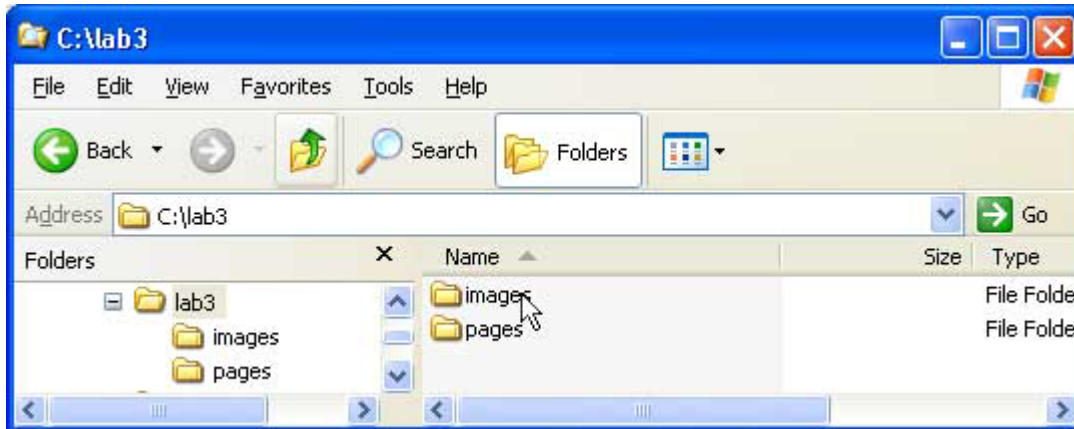 C:\lab3
File Edit View Favorites Tools Help
Back Search Folders
Address C:\lab3 Go
Folders Name Size Type
lab3 images File Folde
images pages File Folde
pages